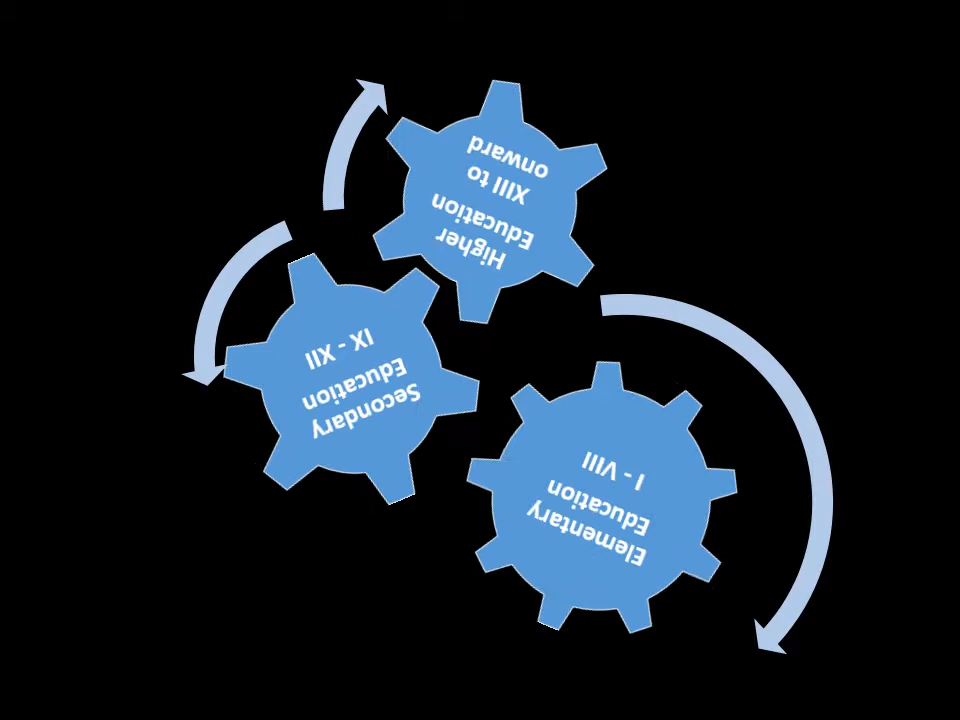 Higher
Education
XIII to
onward
Secondary
Education
IX - XII
Elementary
Education
I - VIII